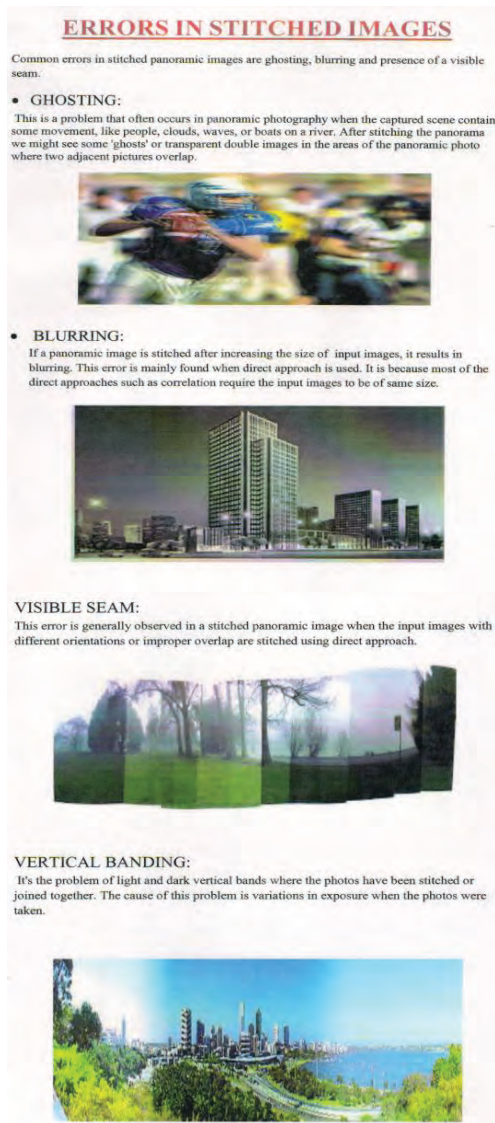 ERRORS IN STITCHED IMAGES
Common errors in stitched panoramic images are ghosting, blurring and presence of a visible
seam.
• GHOSTING:
This is a problem that often occurs in panoramic photography when the captured scene contain
some movement, like people, clouds, waves, or boats on a river. After stitching the panorama
we might see some 'ghosts' or transparent double images in the areas of the panoramic photo
where two adjacent pictures overlap.
• BLURRING:
If a panoramic image is stitched after increasing the size of input images, it results in
blurring. This error is mainly found when direct approach is used. It is because most of the
direct approaches such as correlation require the input images to be of same size.
VISIBLE SEAM:
This error is generally observed in a stitched panoramic image when the input images with
different orientations or improper overlap are stitched using direct approach.
VERTICAL BANDING:
It's the problem of light and dark vertical bands where the photos have been stitched or
joined together. The cause of this problem is variations in exposure when the photos were
taken.